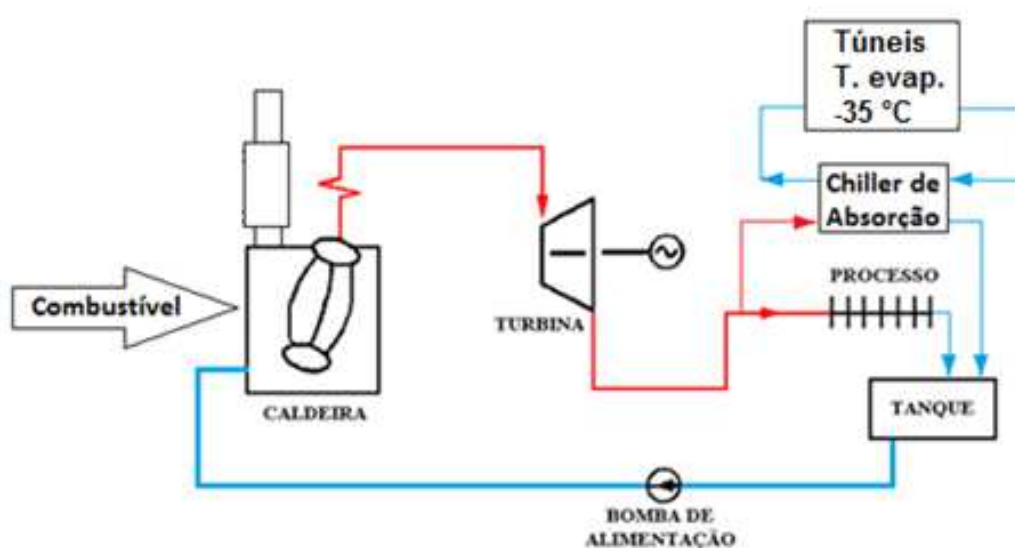 Túneis
T. evap.
-35 °C
Chiller de
Absorção
Combustível
PROCESSO
TURBINA
CALDEIRA
TANQUE
BOMBA DE
ALIMENTAÇÃO